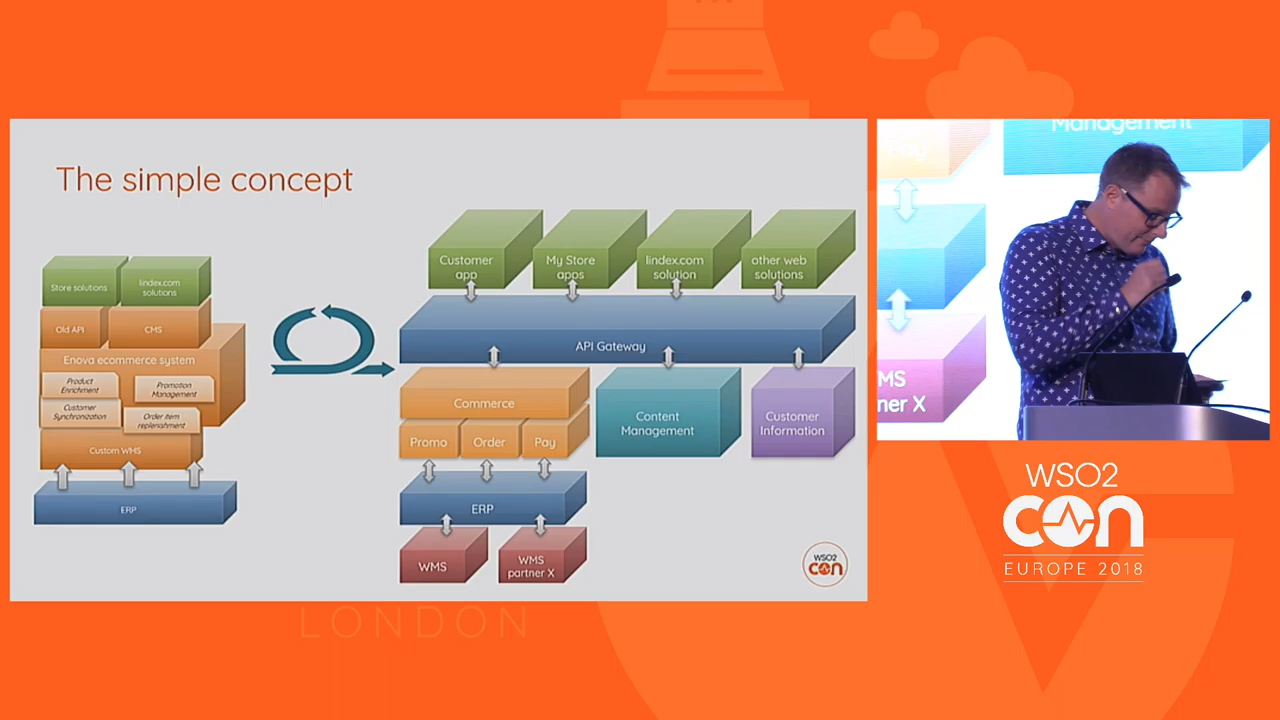 The simple concept
Store solutions
lindex.com
solutions
Old API
CMS
Enova ecommerce system
Product
Enrichment
Promotion
Management
Customer
Synchronization
Order item
replenishment
Custom WMS
ERP
Customer
app
My Store
apps
lindex.com
solution
other web
solutions
API Gateway
Commerce
Promo
Order
Pay
Content
Management
Customer
Information
ERP
WMS
WMS
partner X
WSO2
con
Management
Pay
MS
ner X
WSO2
con
EUROPE 2018
LONDON